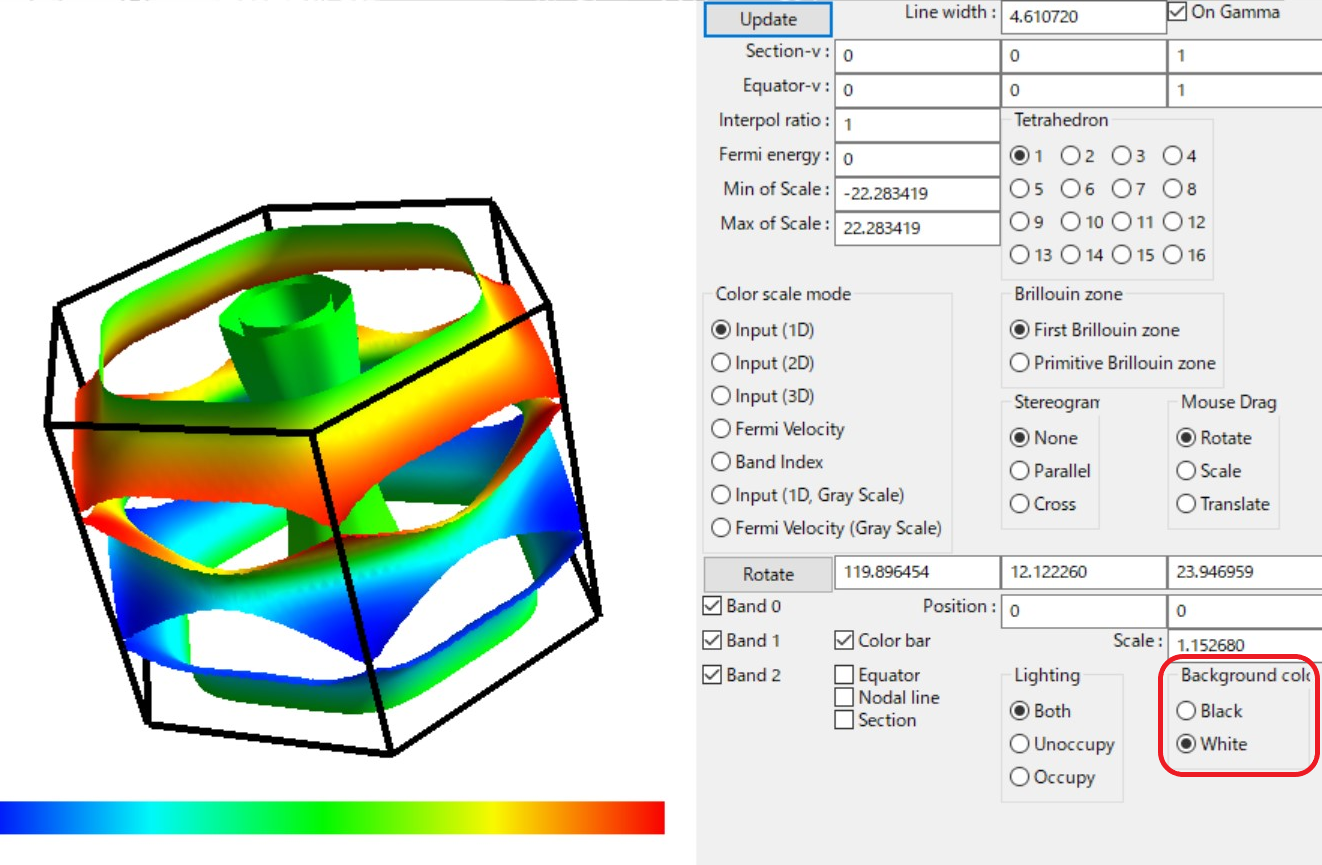 Update Line width : 4.610720 On Gamma
Section-v : 0 0 1
Equator-v : 0 0 1
Interpol ratio : 1 Tetrahedron
Fermi energy : 0 1 2 3 4
Min of Scale : -22.283419 5 6 7 8
Max of Scale : 22.283419 9 10 11 12
13 14 15 16
Color scale mode Brillouin zone
Input (1D) First Brillouin zone
Input (2D) Primitive Brillouin zone
Input (3D) Stereogram Mouse Drag
Fermi Velocity None Rotate
Band Index Parallel Scale
Input (1D, Gray Scale) Cross Translate
Fermi Velocity (Gray Scale)
Rotate 119.896454 12.122260 23.946959
Band 0 Position : 0 0
Band 1 Color bar Scale : 1.152680
Band 2 Equator Lighting Background colo
Nodal line Both Black
Section Unoccupy White
Occupy